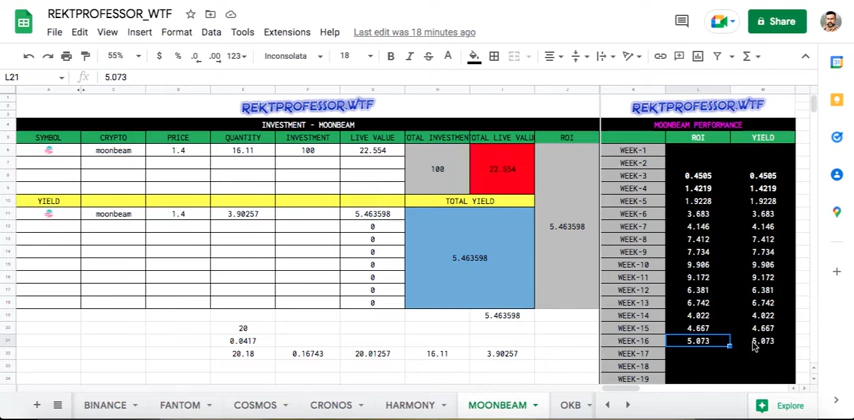 REKTPROFESSOR_WTF
File Edit View Insert Format Data Tools Extensions Help Last edit was 18 minutes ago
Share
55% $ % .0 .00 123 Inconsolata 18 B I S A
L21 fx 5.073
A C D E F G H I J K L M
REKTPROFESSOR.WTF REKTPROFESSOR.WTF
INVESTMENT - MOONBEAM MOONBEAM PERFORMANCE
SYMBOL CRYPTO PRICE QUANTITY INVESTMENT LIVE VALUE OTAL INVESTMEN TOTAL LIVE VALU ROI ROI YIELD
moonbeam 1.4 16.11 100 22.554 WEEK-1
WEEK-2
100 22.554
WEEK-3 0.4505 0.4505
WEEK-4 1.4219 1.4219
YIELD TOTAL YIELD WEEK-5 1.9228 1.9228
moonbeam 1.4 3.90257 5.463598 WEEK-6 3.683 3.683
0 5.463598 WEEK-7 4.146 4.146
0 WEEK-8 7.412 7.412
0 WEEK-9 7.734 7.734
5.463598
0 WEEK-10 9.906 9.906
0 WEEK-11 9.172 9.172
0 WEEK-12 6.381 6.381
0 WEEK-13 6.742 6.742
5.463598 WEEK-14 4.022 4.022
20 WEEK-15 4.667 4.667
0.0417 WEEK-16 5.073 5.073
20.18 0.16743 20.01257 16.11 3.90257 WEEK-17
WEEK-18
WEEK-19
BINANCE FANTOM COSMOS CRONOS HARMONY MOONBEAM OKB Explore